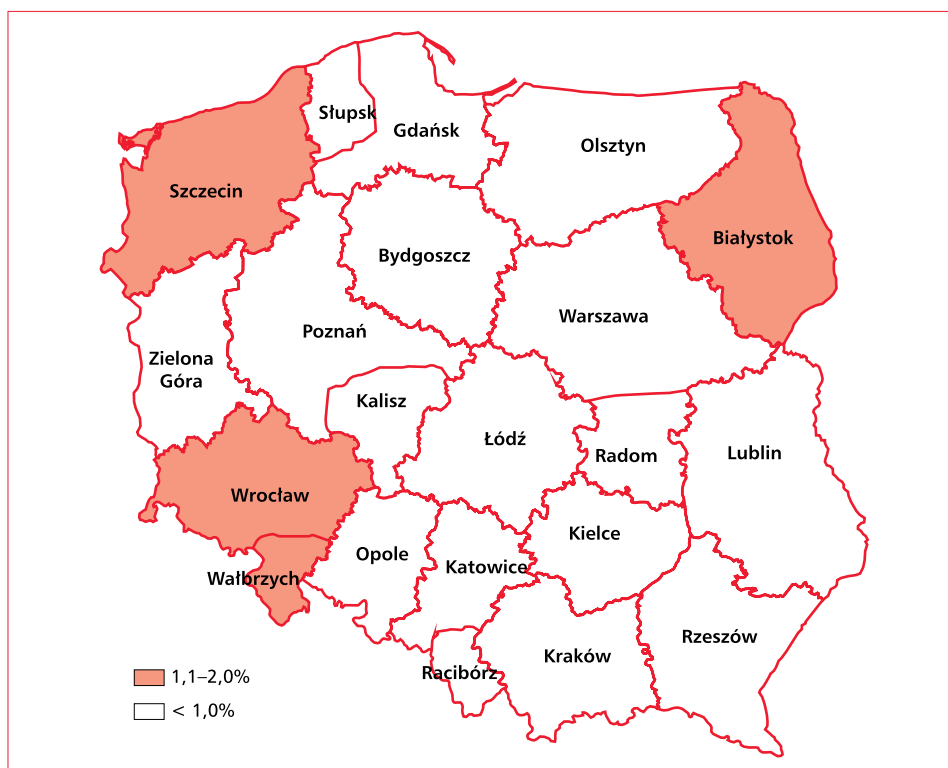 Słupsk
Gdańsk
Olsztyn
Szczecin
Białystok
Bydgoszcz
Warszawa
Poznań
Zielona
Góra
Kalisz
Łódź
Radom
Lublin
Wrocław
Kielce
Opole
Katowice
Wałbrzych
Rzeszów
Kraków
Racibórz
1,1–2,0%
< 1,0%